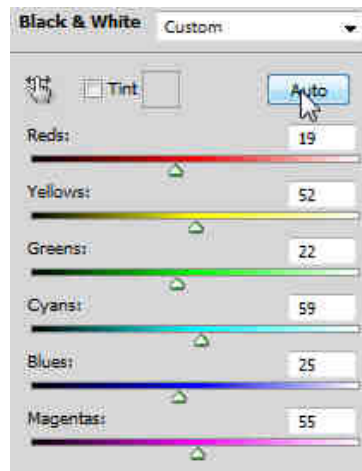 Black & White Custom
Tint Auto
Reds: 19
Yellows: 52
Greens: 22
Cyans: 59
Blues: 25
Magentas: 55